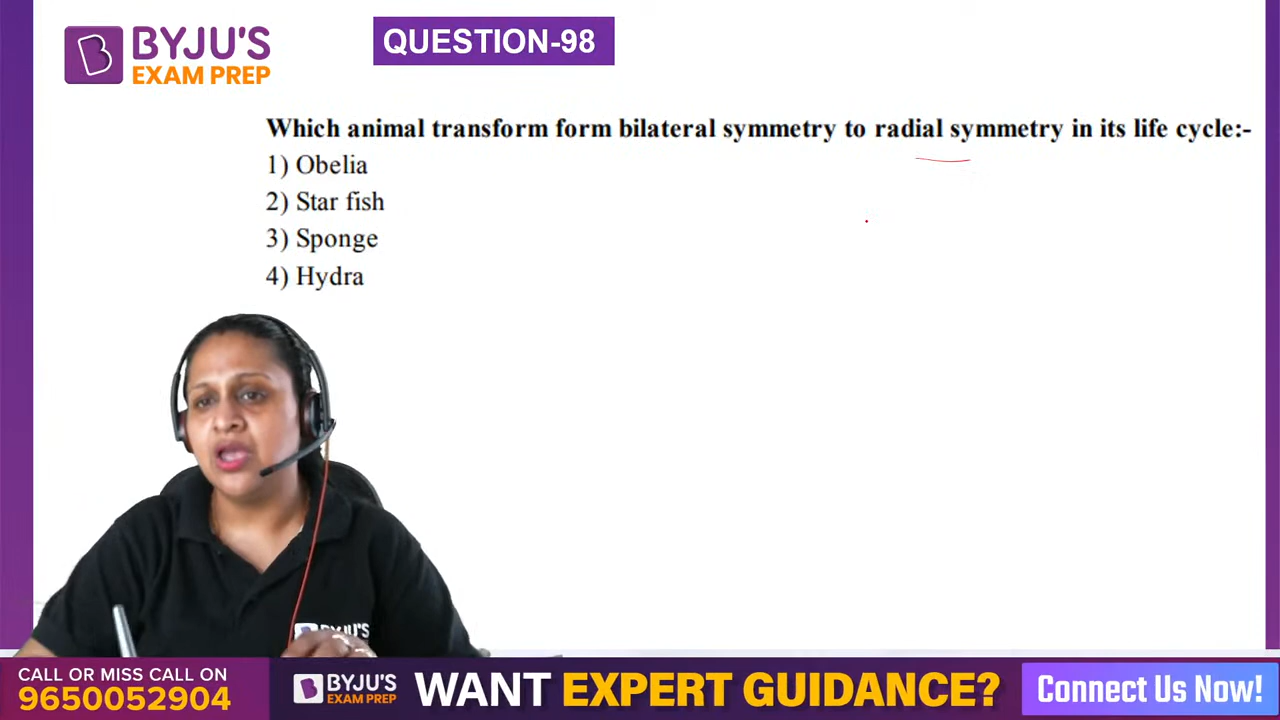 BYJU'S
EXAM PREP
QUESTION-98
Which animal transform form bilateral symmetry to radial symmetry in its life cycle:-
1) Obelia
2) Star fish
3) Sponge
4) Hydra
BYJU'S
CALL OR MISS CALL ON
9650052904
BYJU'S
EXAM PREP
WANT EXPERT GUIDANCE?
Connect Us Now!